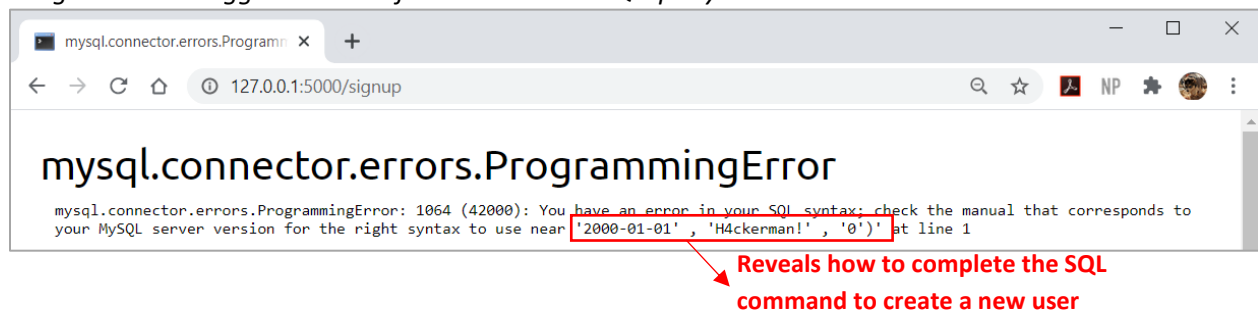 mysql.connector.errors.Programm
127.0.0.1:5000/signup
NP
mysql.connector.errors.ProgrammingError
mysql.connector.errors.ProgrammingError: 1064 (42000): You have an error in your SQL syntax; check the manual that corresponds to
your MySQL server version for the right syntax to use near '2000-01-01' , 'H4ckerman!' , '0')' at line 1
Reveals how to complete the SQL
command to create a new user